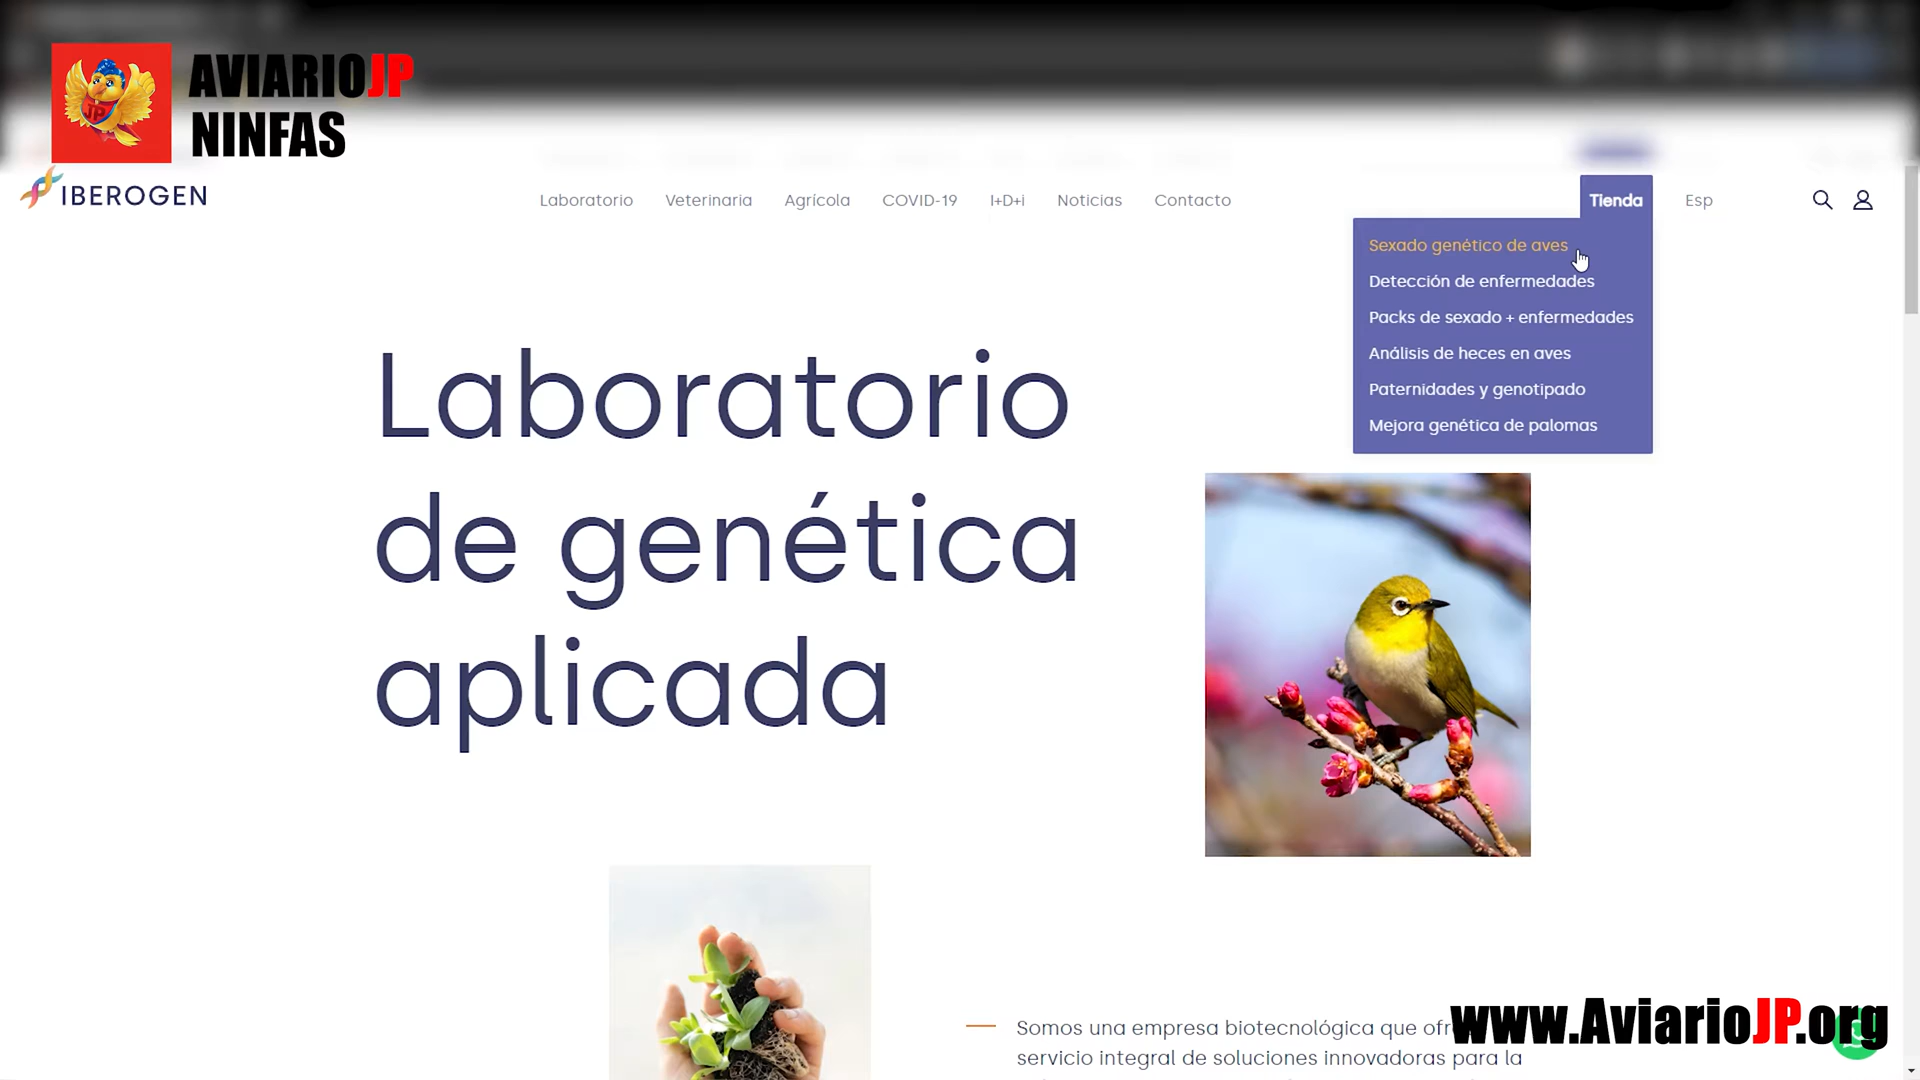 AVIARIOJP
NINFAS
JP
IBEROGEN
Laboratorio
Veterinaria
Agrícola
COVID-19
I+D+i
Noticias
Contacto
Tienda
Esp
Sexado genético de aves
Detección de enfermedades
Packs de sexado + enfermedades
Análisis de heces en aves
Paternidades y genotipado
Mejora genética de palomas
Laboratorio
de genética
aplicada
Somos una empresa biotecnológica que
servicio integral de soluciones innovadoras para la
www.AviarioJP.org